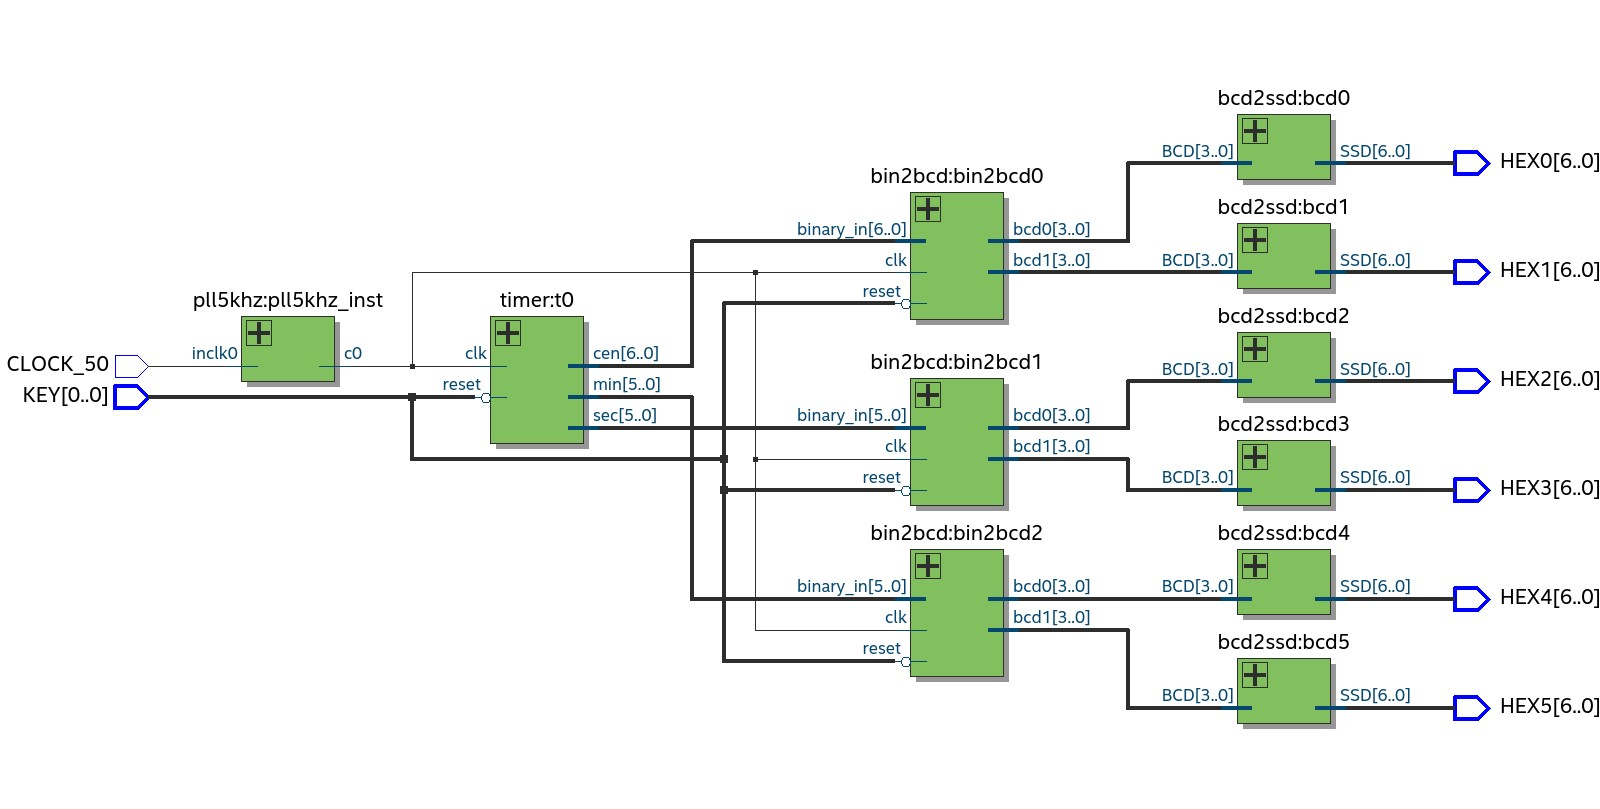 CLOCK_50
KEY[0..0]
pll5khz:pll5khz_inst
inclk0
c0
timer:t0
clk
reset
cen[6..0]
min[5..0]
sec[5..0]
bin2bcd:bin2bcd0
binary_in[6..0]
clk
reset
bcd0[3..0]
bcd1[3..0]
bin2bcd:bin2bcd1
binary_in[5..0]
clk
reset
bcd0[3..0]
bcd1[3..0]
bin2bcd:bin2bcd2
binary_in[5..0]
clk
reset
bcd0[3..0]
bcd1[3..0]
bcd2ssd:bcd0
BCD[3..0]
SSD[6..0]
HEX0[6..0]
bcd2ssd:bcd1
BCD[3..0]
SSD[6..0]
HEX1[6..0]
bcd2ssd:bcd2
BCD[3..0]
SSD[6..0]
HEX2[6..0]
bcd2ssd:bcd3
BCD[3..0]
SSD[6..0]
HEX3[6..0]
bcd2ssd:bcd4
BCD[3..0]
SSD[6..0]
HEX4[6..0]
bcd2ssd:bcd5
BCD[3..0]
SSD[6..0]
HEX5[6..0]